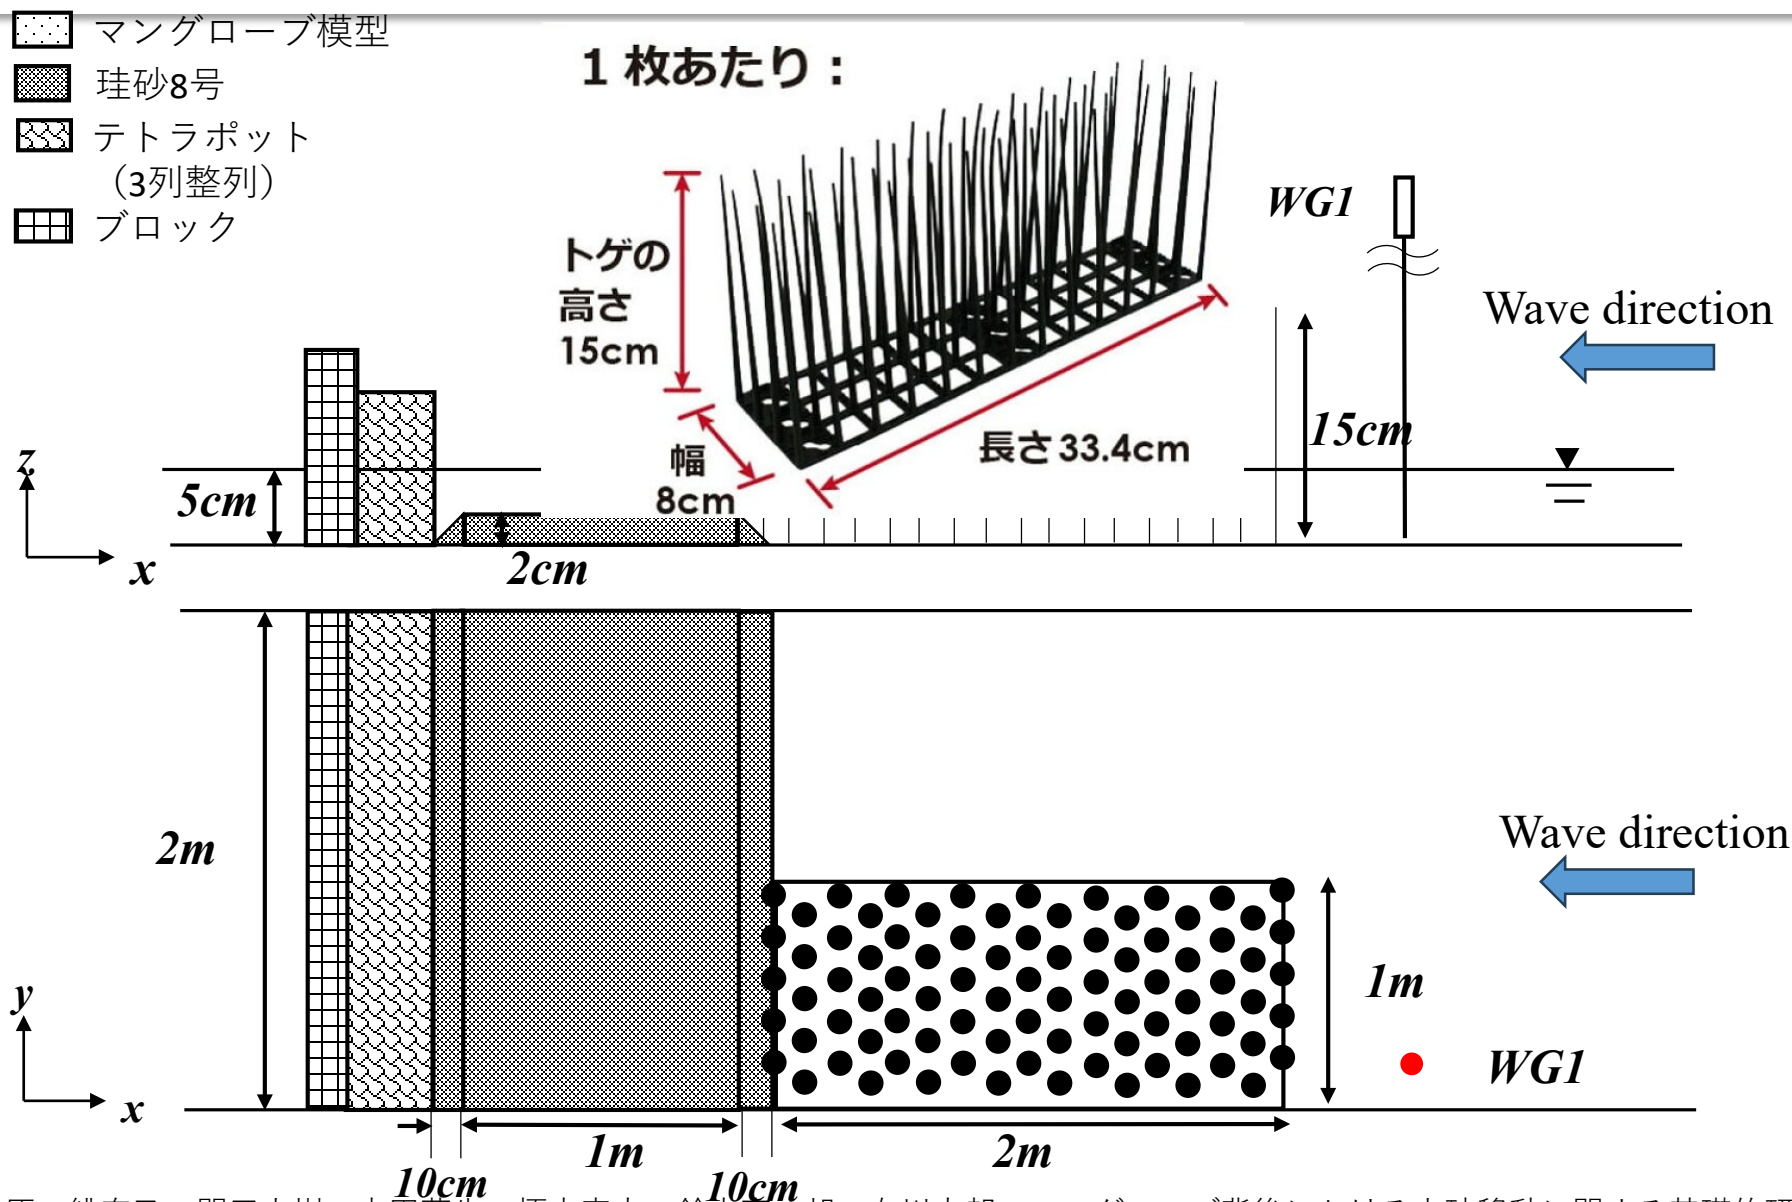 マングローブ模型
珪砂8号
テトラポット
（3列整列）
ブロック
1 枚あたり：
トゲの
高さ
15cm
幅
8cm
長さ33.4cm
WG1
Wave direction
15cm
z
5cm
x
2cm
2m
Wave direction
1m
y
WG1
x
10cm
1m
10cm
2m